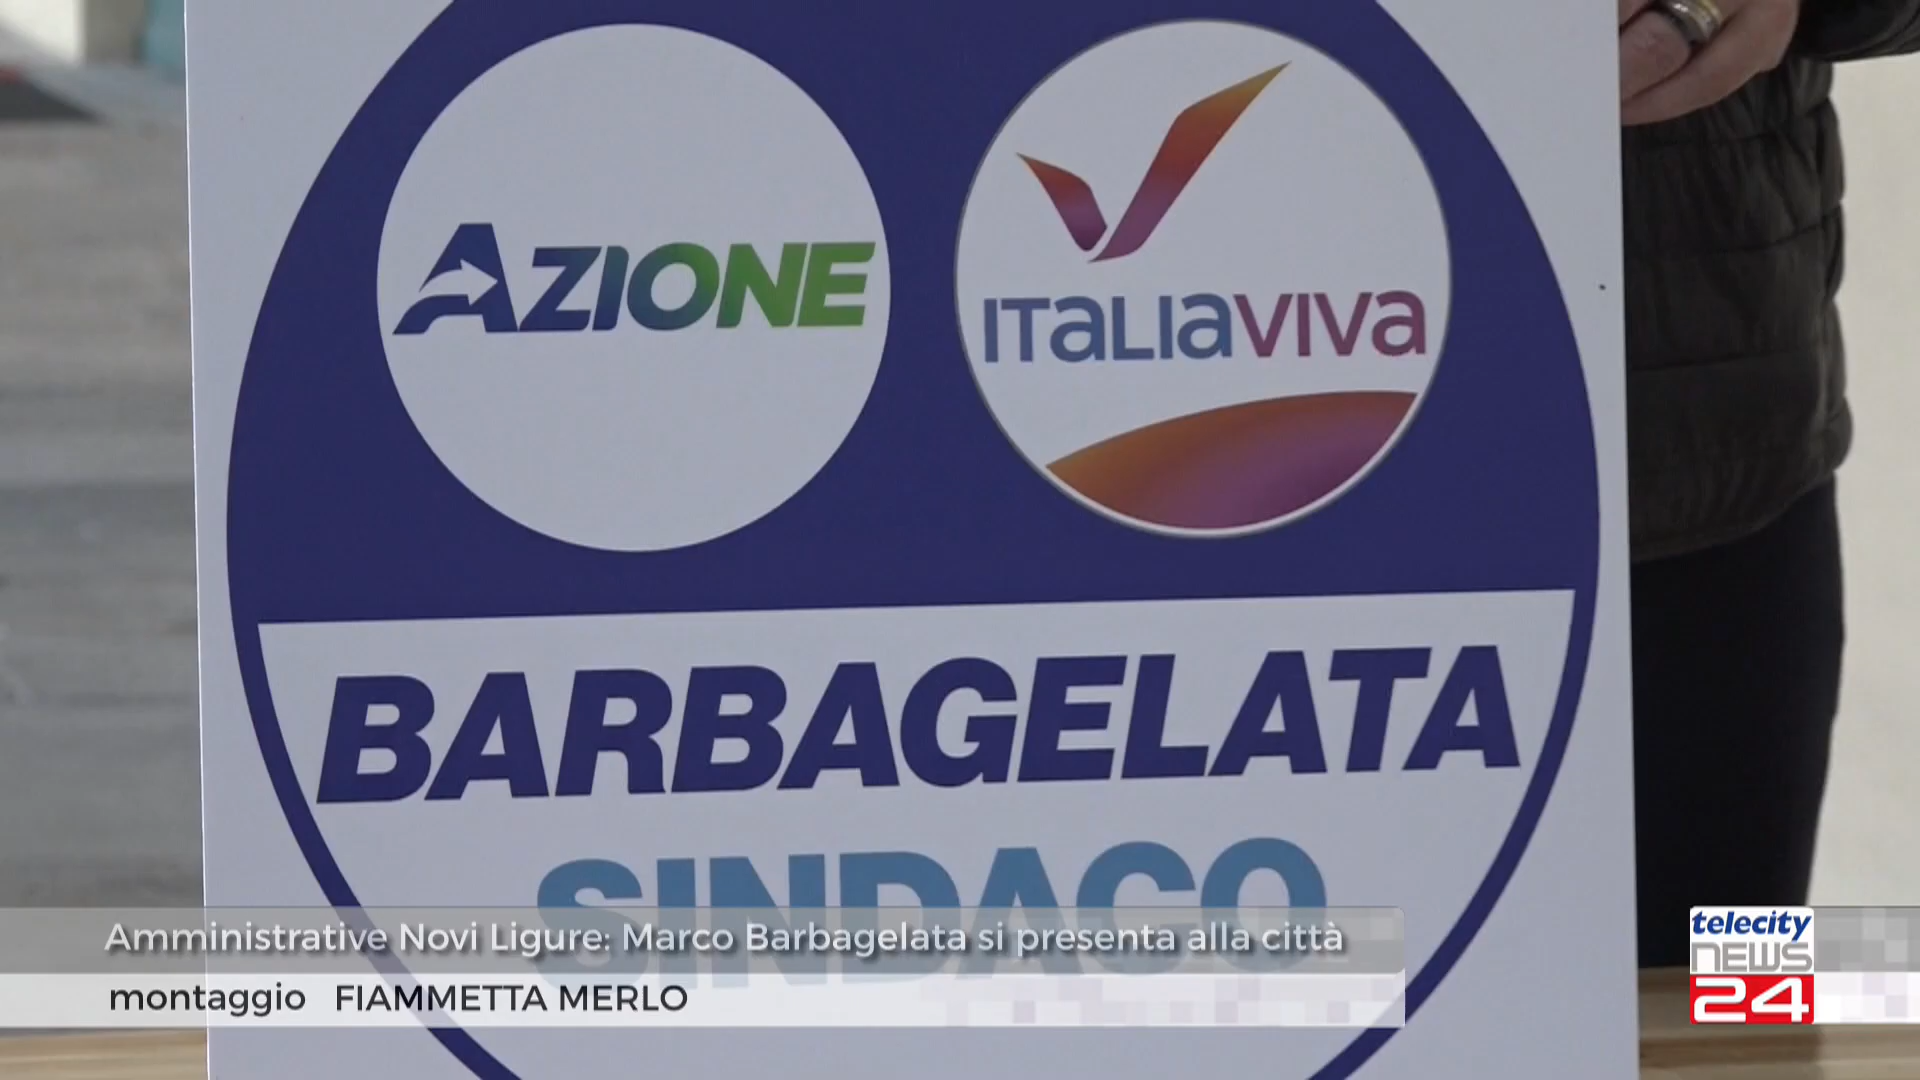 AZIONE
ITALIAVIVA
BARBAGELATA
SINDACO
Amministrative Novi Ligure: Marco Barbagelata si presenta alla città
montaggio FIAMMETTA MERLO
telecity
NEWS
24